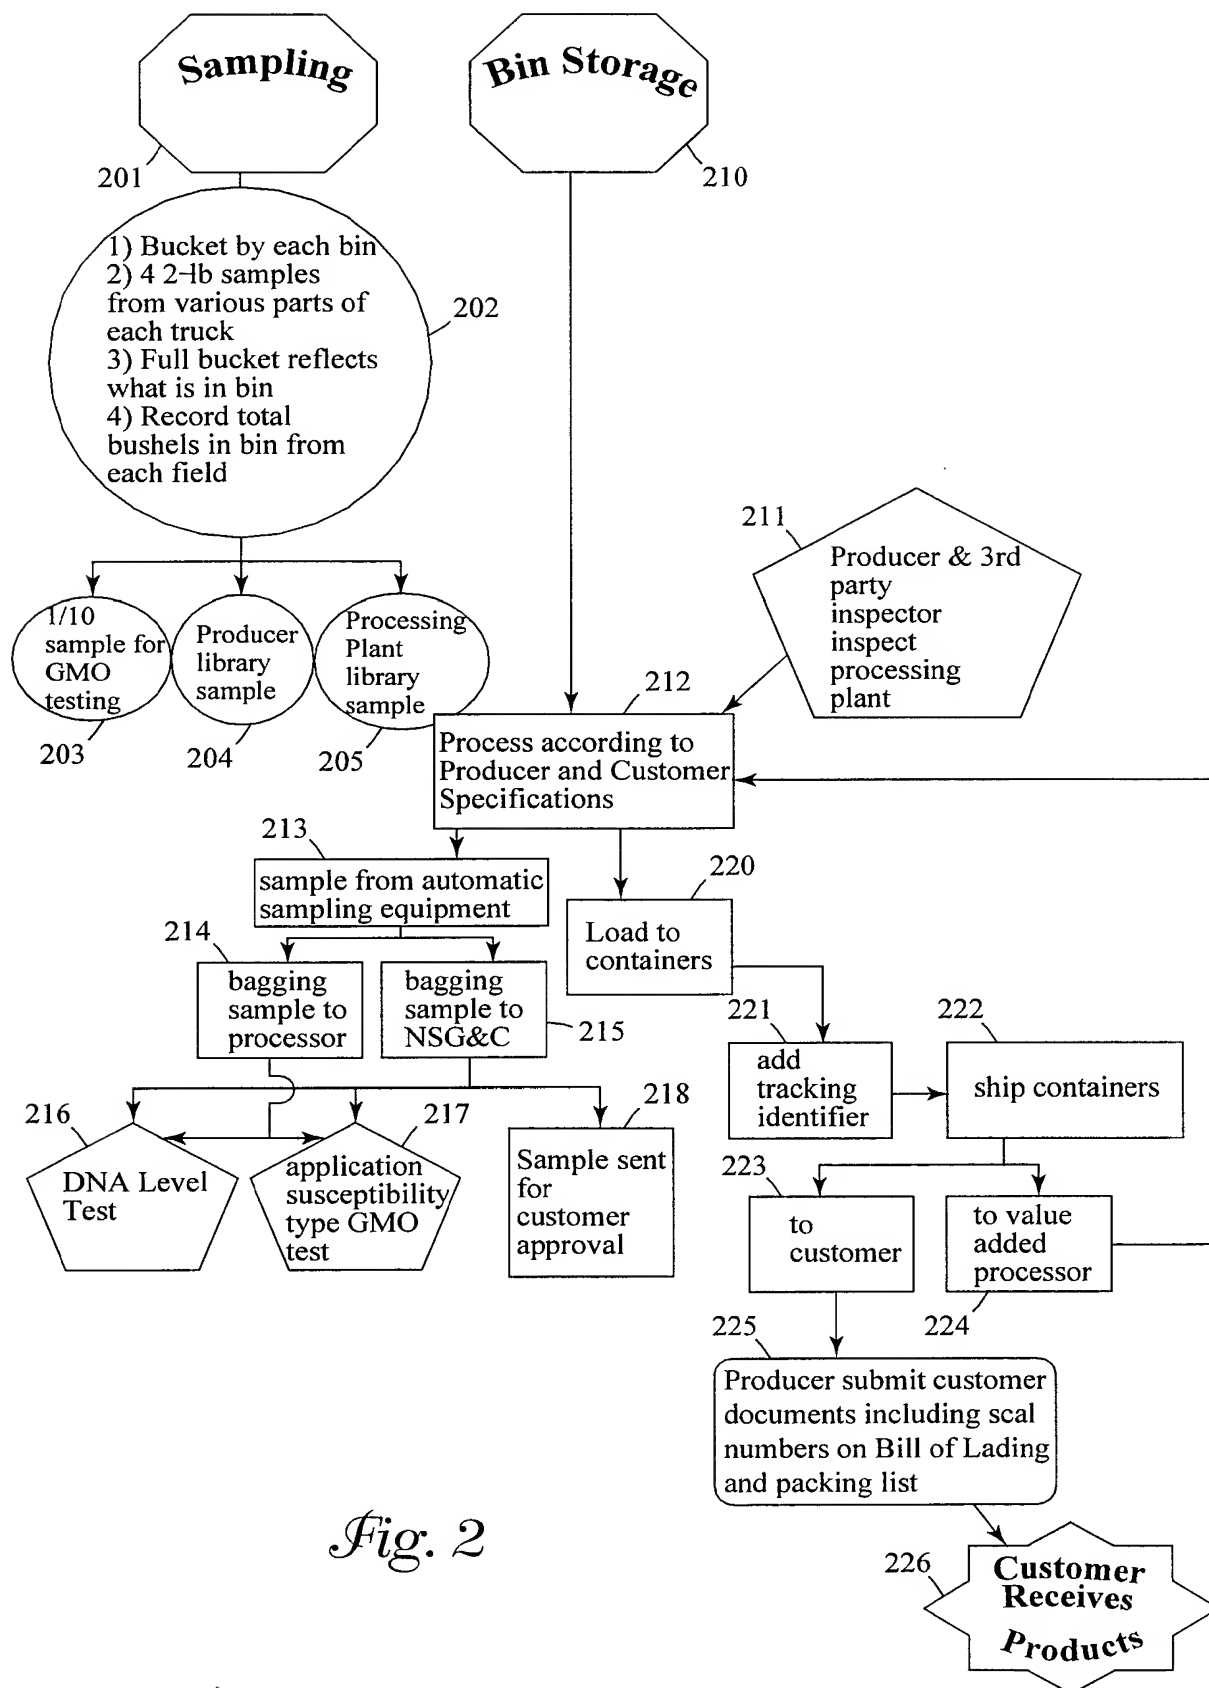 Sampling
Bin Storage
201
210
1) Bucket by each bin
2) 4 2-lb samples
from various parts of
each truck
3) Full bucket reflects
what is in bin
4) Record total
bushels in bin from
each field
202
211
Producer & 3rd
party
inspector
inspect
processing
plant
1/10
sample for
GMO
testing
203
Producer
library
sample
204
Processing
Plant
library
sample
205
212
Process according to
Producer and Customer
Specifications
213
sample from automatic
sampling equipment
220
Load to
containers
214
bagging
sample to
processor
bagging
sample to
NSG&C
215
221
add
tracking
identifier
222
ship containers
216
DNA Level
Test
217
application
susceptibility
type GMO
test
218
Sample sent
for
customer
approval
223
to
customer
to value
added
processor
224
225
Producer submit customer
documents including scal
numbers on Bill of Lading
and packing list
Fig. 2
226
Customer
Receives
Products